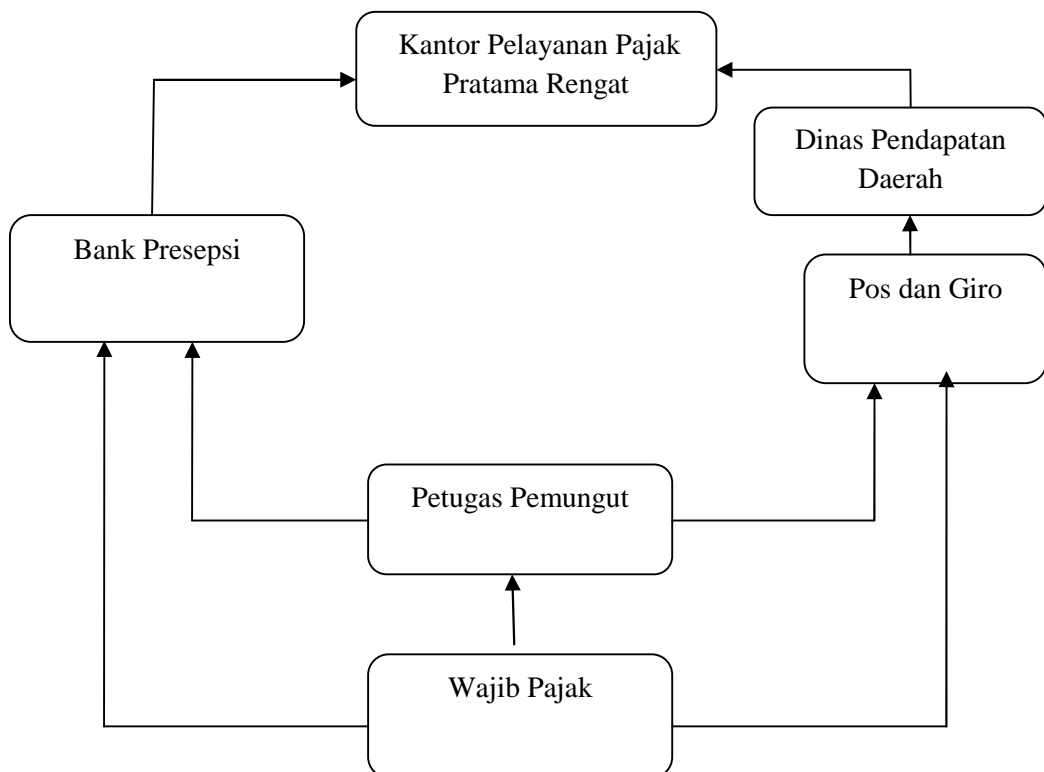 Kantor Pelayanan Pajak
Pratama Rengat
Dinas Pendapatan
Daerah
Bank Presepsi
Pos dan Giro
Petugas Pemungut
Wajib Pajak